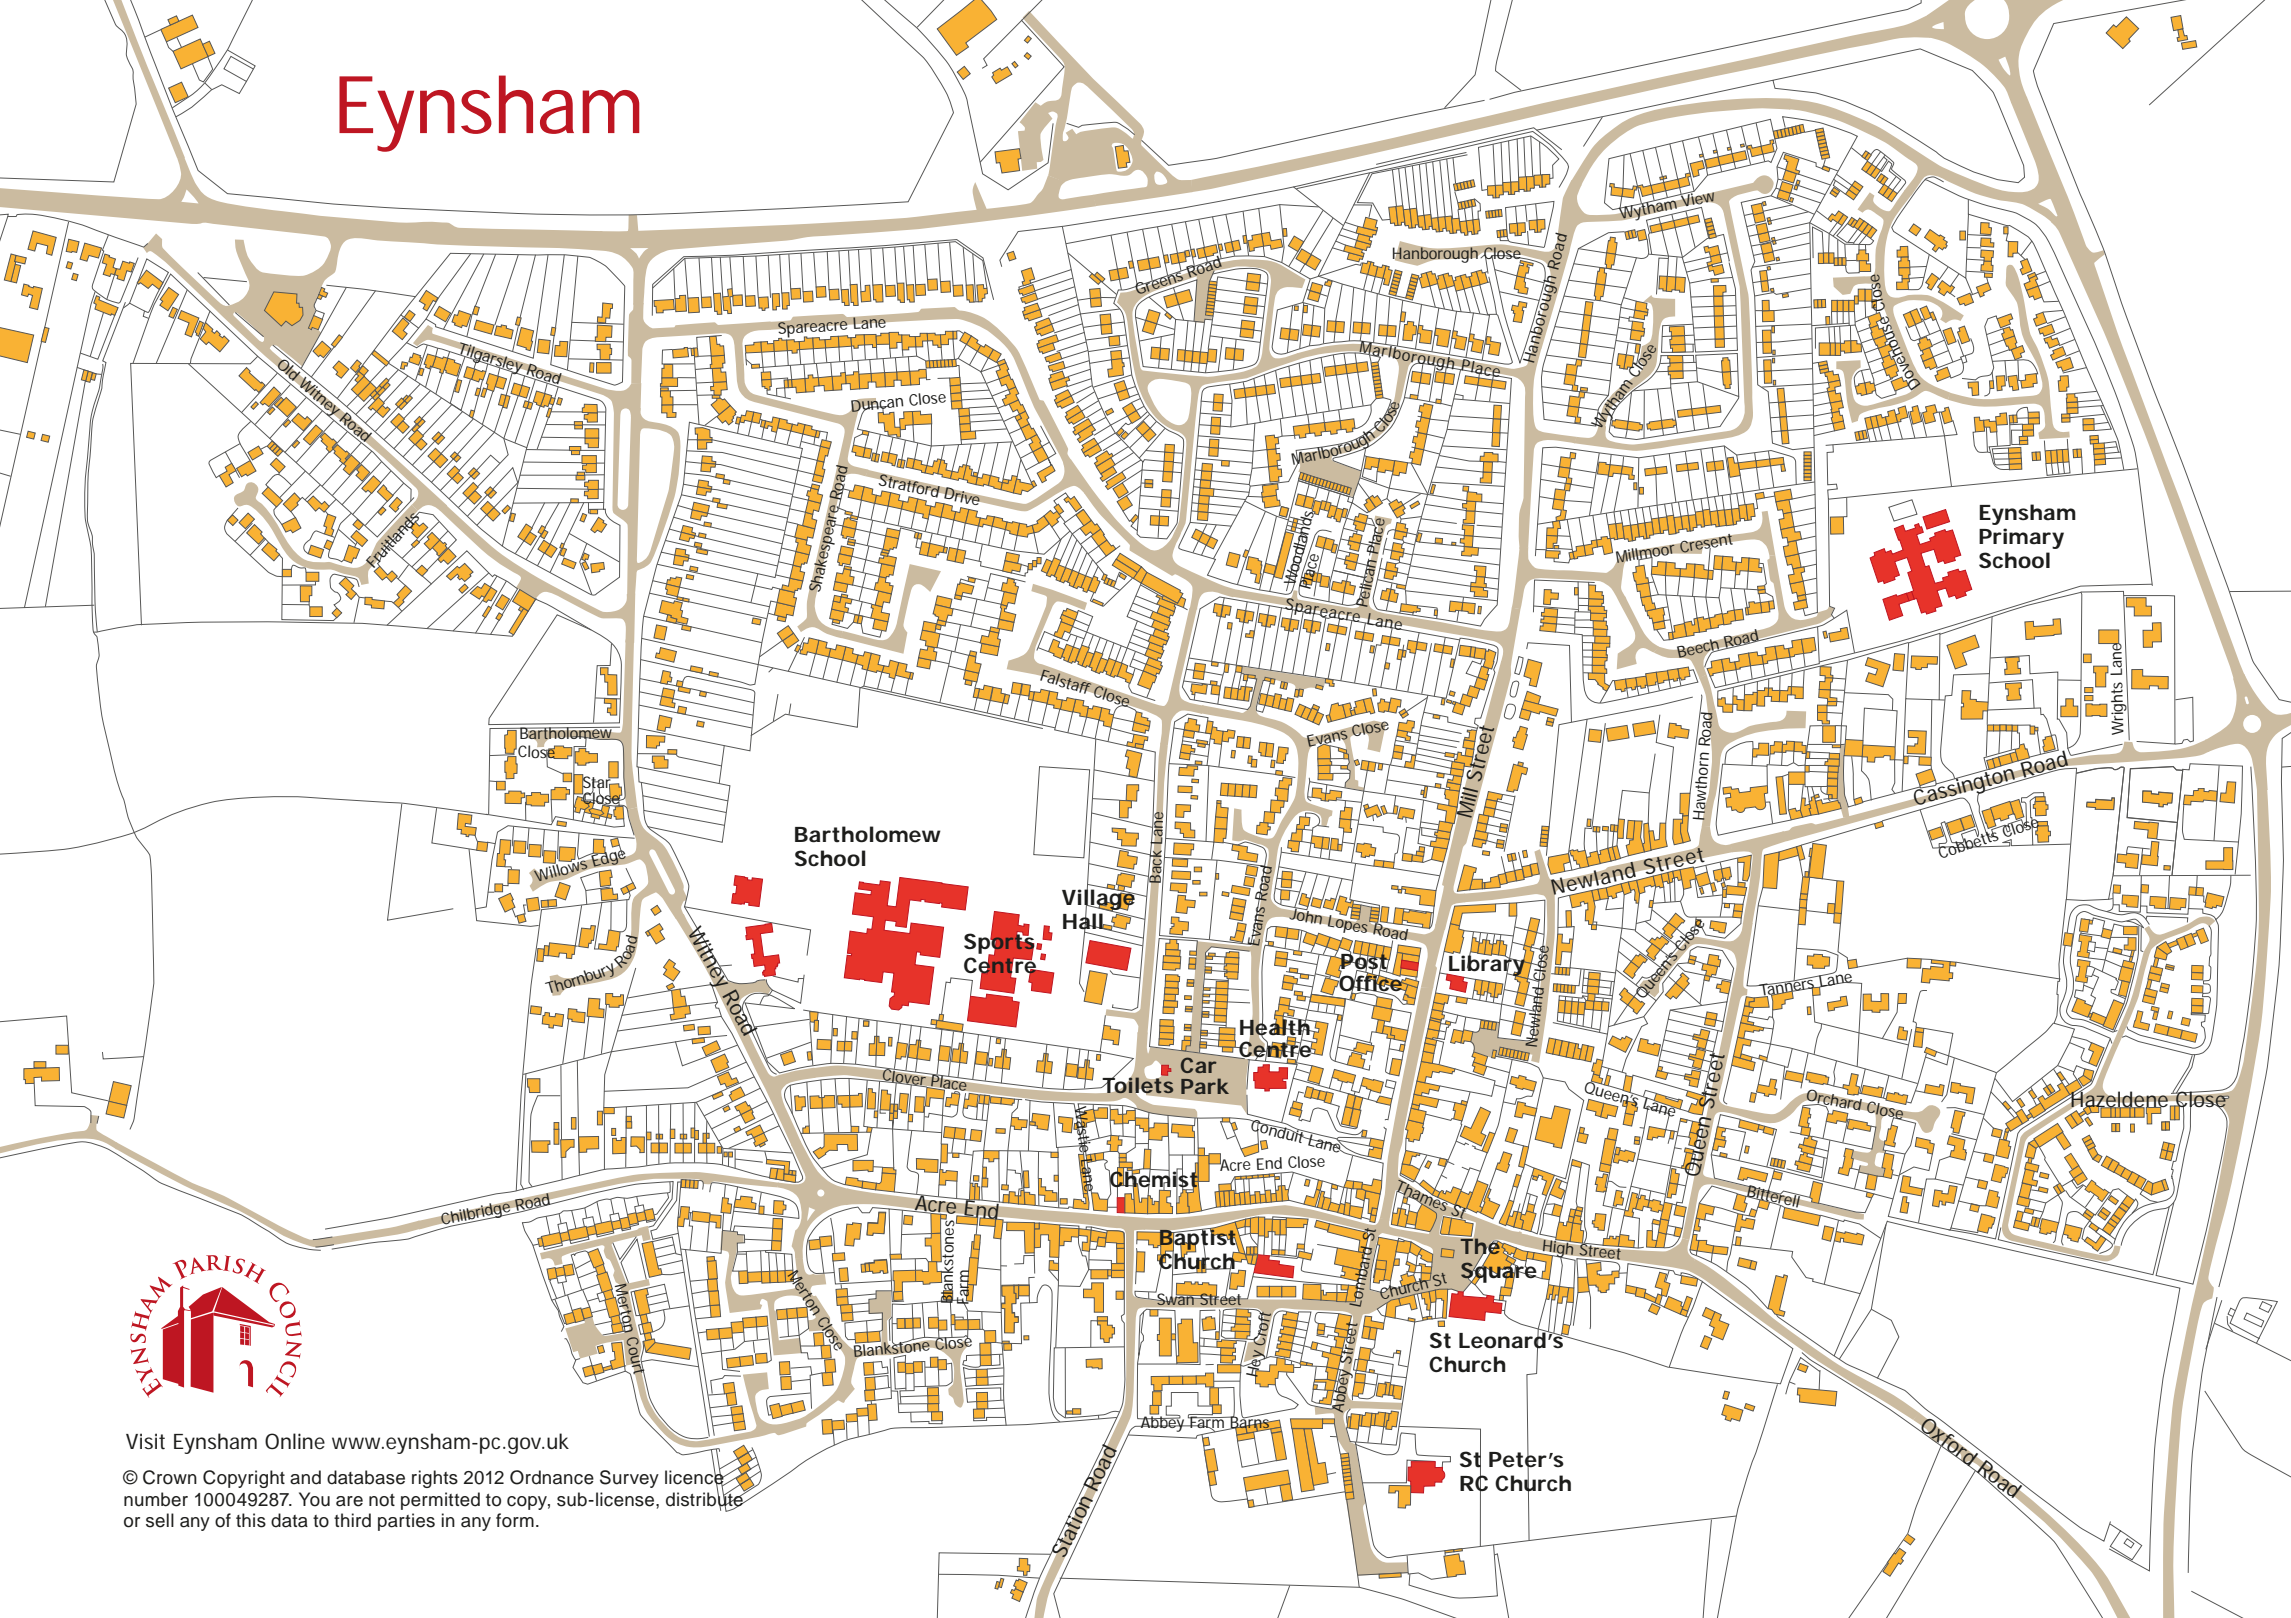 Eynsham
Wytham View
Hanborough Close
Greens Road
Hanborough Road
Dovehouse Close
Spareacre Lane
Marlborough Place
Hanborough Road
Tilgarsley Road
Old Witney Road
Wytham Close
Duncan Close
Marlborough Close
Stratford Drive
Shakespeare Road
Fruitlands
Woodlands
Place
Pelican Place
Millmoor Cresent
Eynsham
Primary
School
Spareacre Lane
Beech Road
Wrights Lane
Falstaff Close
Bartholomew
Close
Evans Close
Mill Street
Hawthorn Road
Star
Close
Cassington Road
Cobbetts Close
Bartholomew
School
Back Lane
Willows Edge
Newland Street
Village
Hall
Evans Road
John Lopes Road
Witney Road
Sports
Centre
Post
Office
Library
Newland Close
Queen's Close
Thornbury Road
Tanners Lane
Health
Centre
Car
Toilets Park
Clover Place
Queen's Lane
Queen Street
Orchard Close
Hazeldene Close
Wastie Lane
Conduit Lane
Acre End Close
Chemist
Chilbridge Road
Acre End
Thames St
Bitterell
Baptist
Church
Lombard St
The
Square
High Street
Blankstones
Farm
Merton Close
Merton Court
Swan Street
Church St
Blankstone Close
Hey Croft
Abbey Street
St Leonard's
Church
EYNSHAM PARISH COUNCIL
Abbey Farm Barns
Station Road
St Peter's
RC Church
Oxford Road
Visit Eynsham Online www.eynsham-pc.gov.uk
© Crown Copyright and database rights 2012 Ordnance Survey licence
number 100049287. You are not permitted to copy, sub-license, distribute
or sell any of this data to third parties in any form.